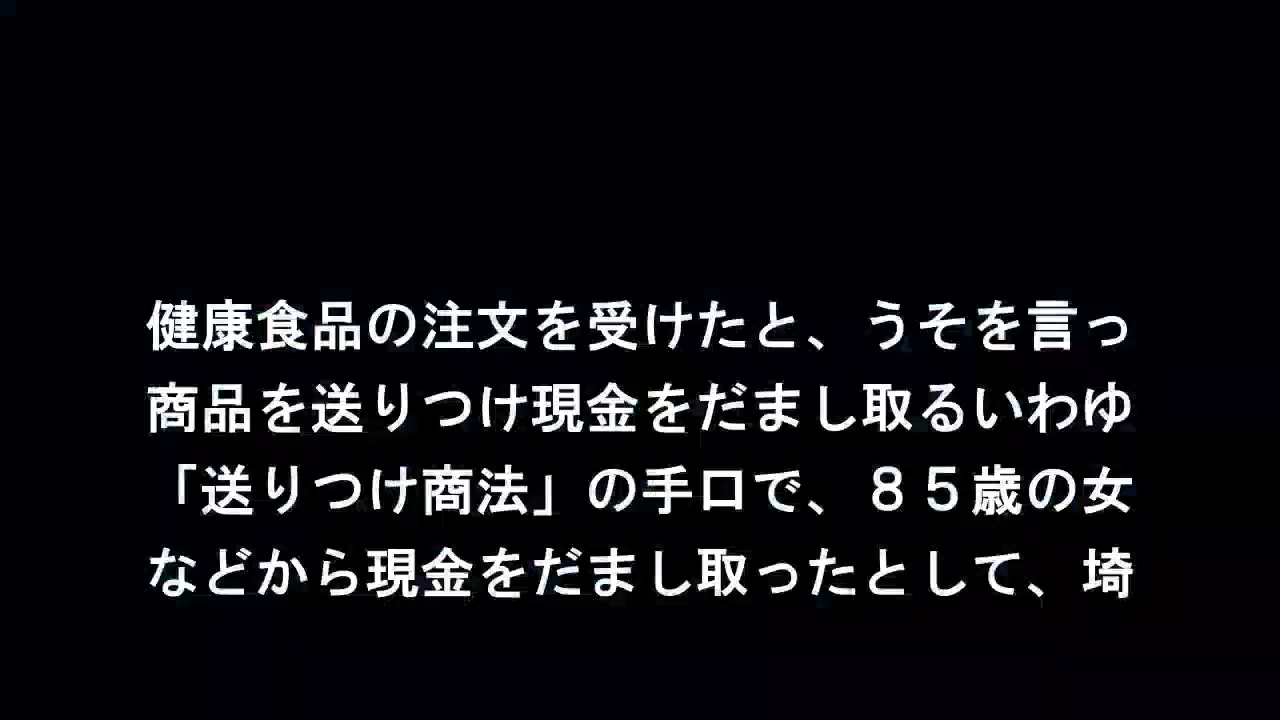 健康食品の注文を受けたと、うそを言っ
商品を送りつけ現金をだまし取るいわゆ
「送りつけ商法」の手口で、８５歳の女
などから現金をだまし取ったとして、埼